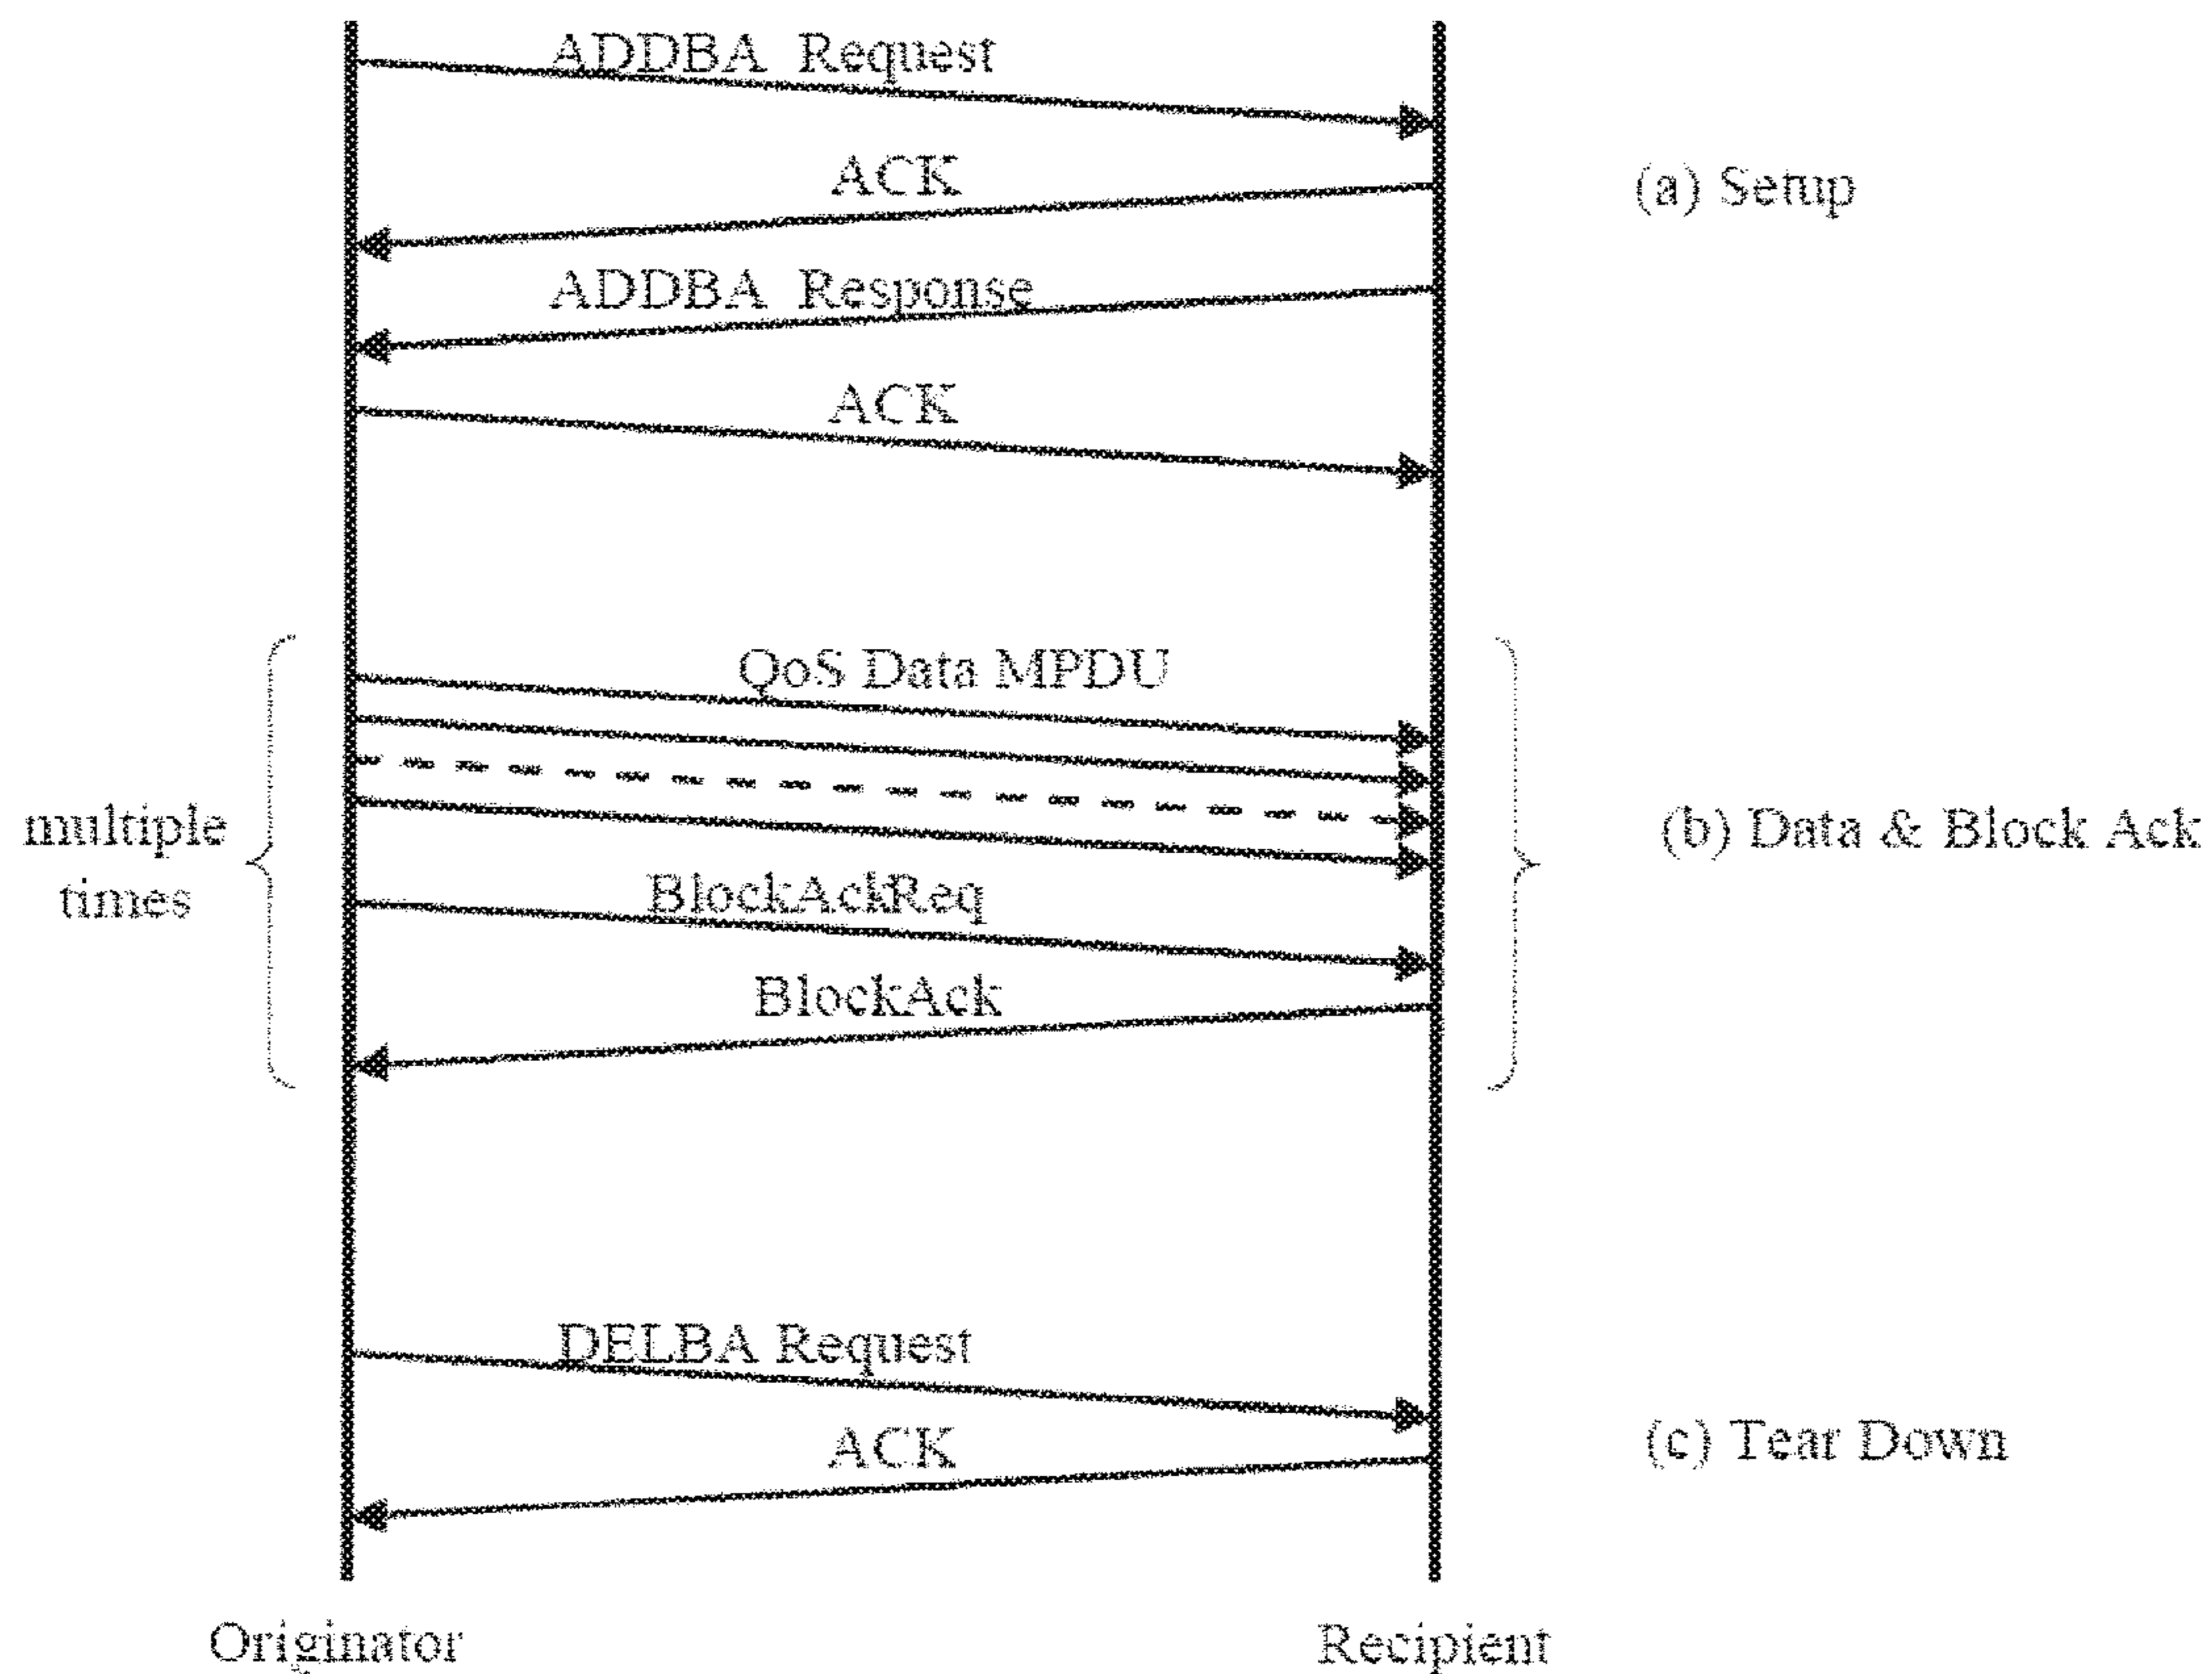 ADDBA Request
ACK
(a) Setup
ADDBA Response
ACK
QoS Data MPDU
multiple
times
(b) Data & Block Ack
BlockAckReq
BlockAck
DELBA Request
ACK
(c) Tear Down
Originator
Recipient